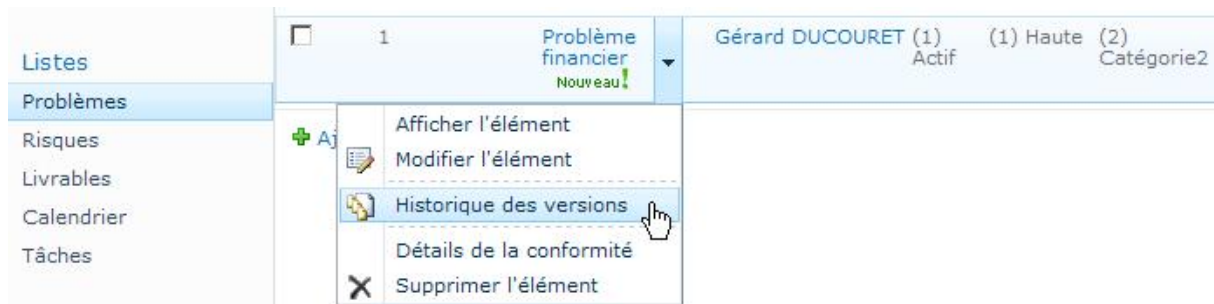 Listes
Problèmes
Risques
Livrables
Calendrier
Tâches
1 Problème Gérard DUCOURET (1) (1) Haute (2)
financier Actif Catégorie2
Nouveau!
Aj
Afficher l'élément
Modifier l'élément
Historique des versions
Détails de la conformité
Supprimer l'élément